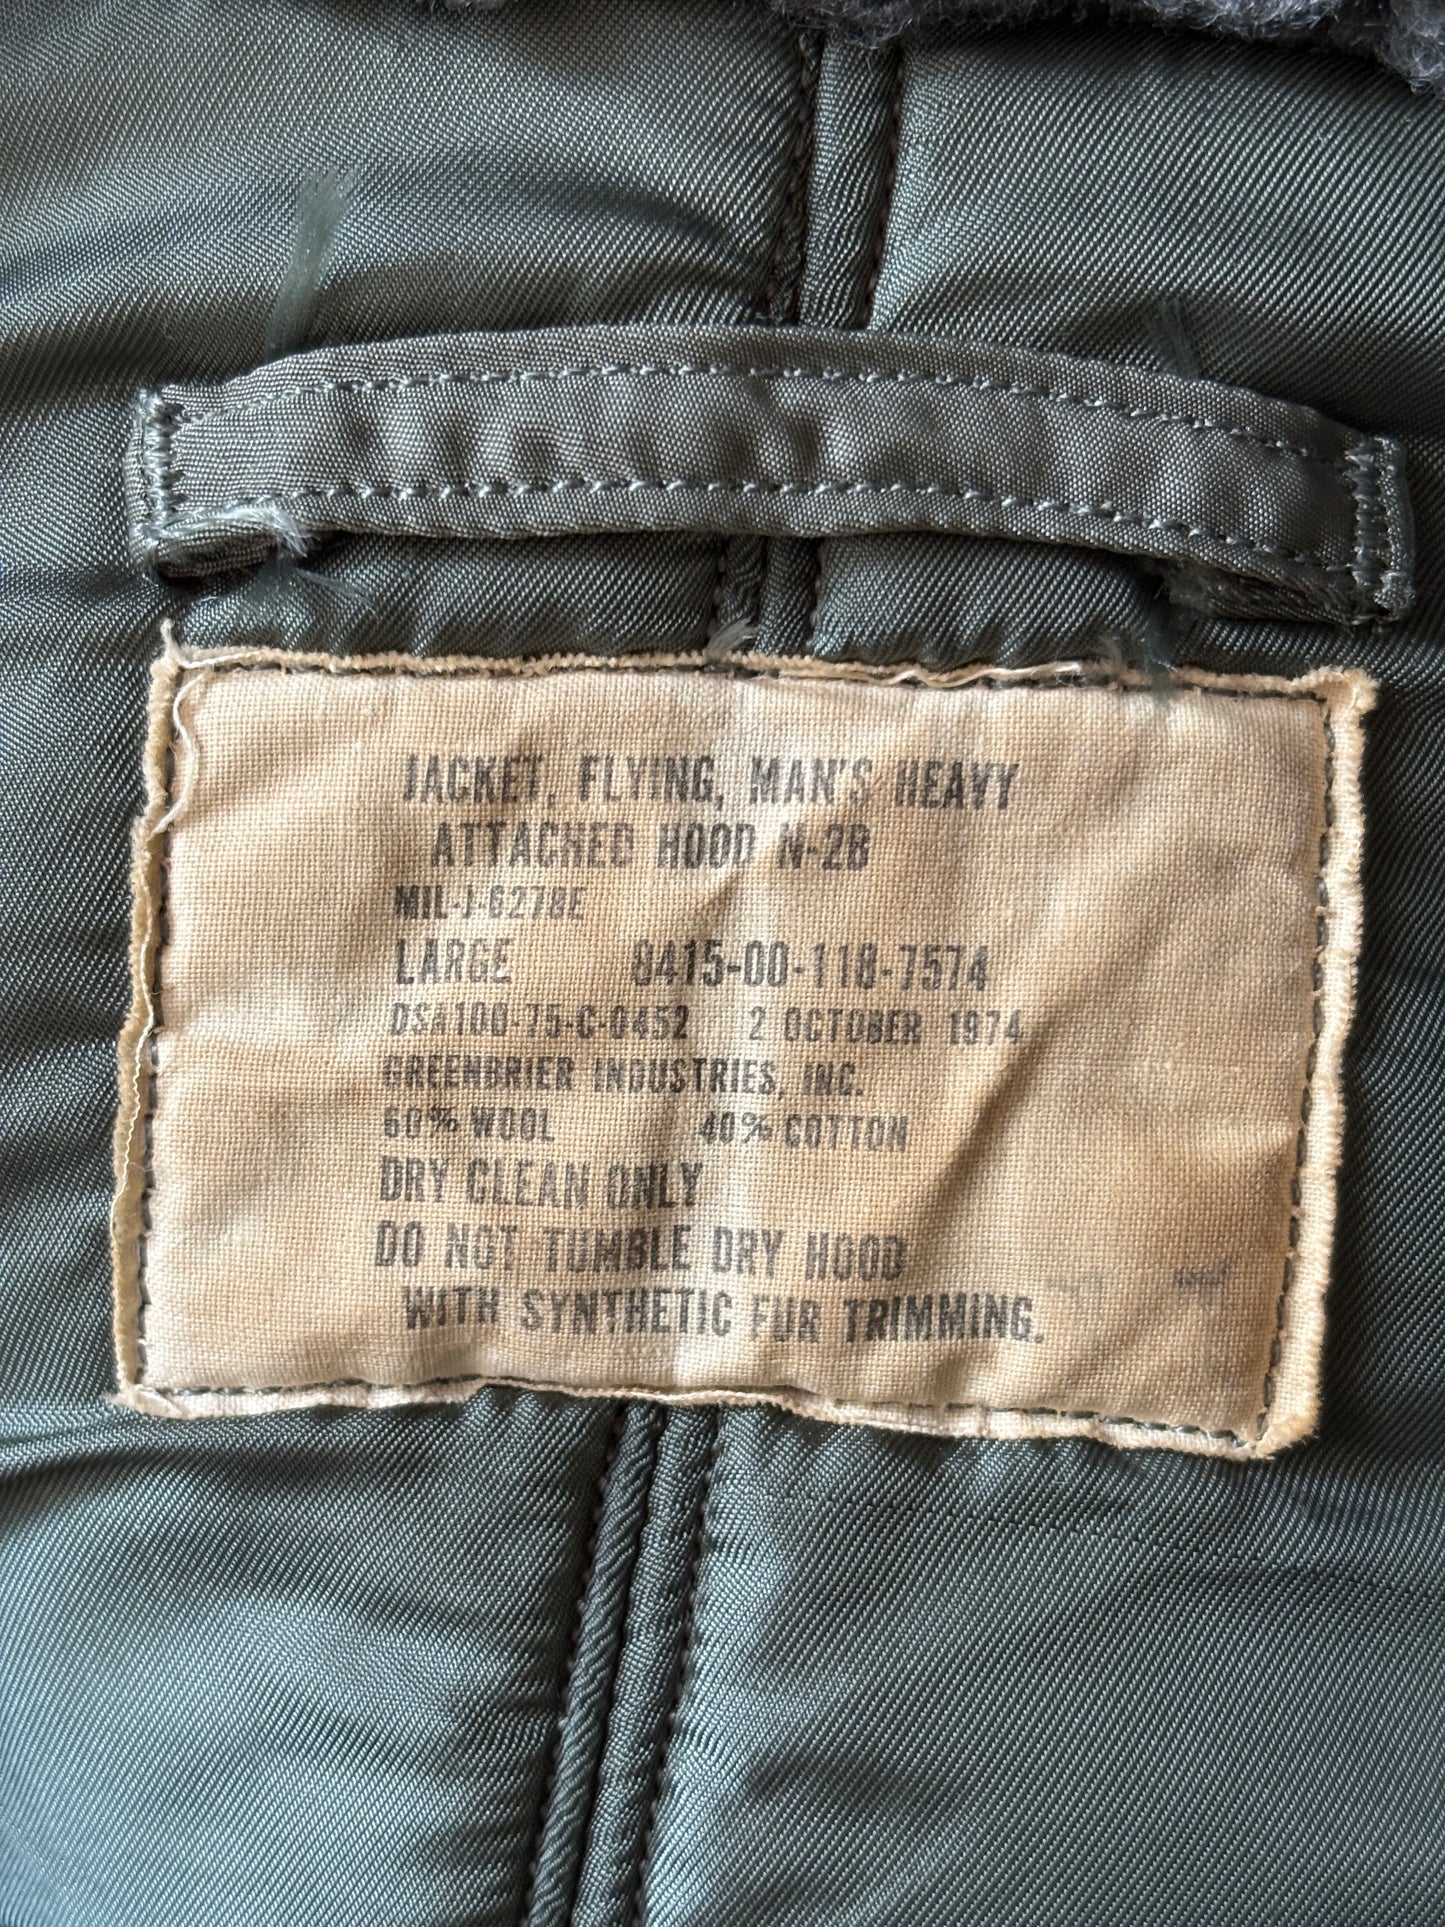 JACKET, FLYING, MAN'S HEAVY
ATTACHED HOOD N-2B
MIL-J-6278E
LARGE 8415-00-118-7574
DSA100-75-C-0452 2 OCTOBER 1974
GREENBRIER INDUSTRIES, INC.
60% WOOL 40% COTTON
DRY CLEAN ONLY
DO NOT TUMBLE DRY HOOD
WITH SYNTHETIC FUR TRIMMING.